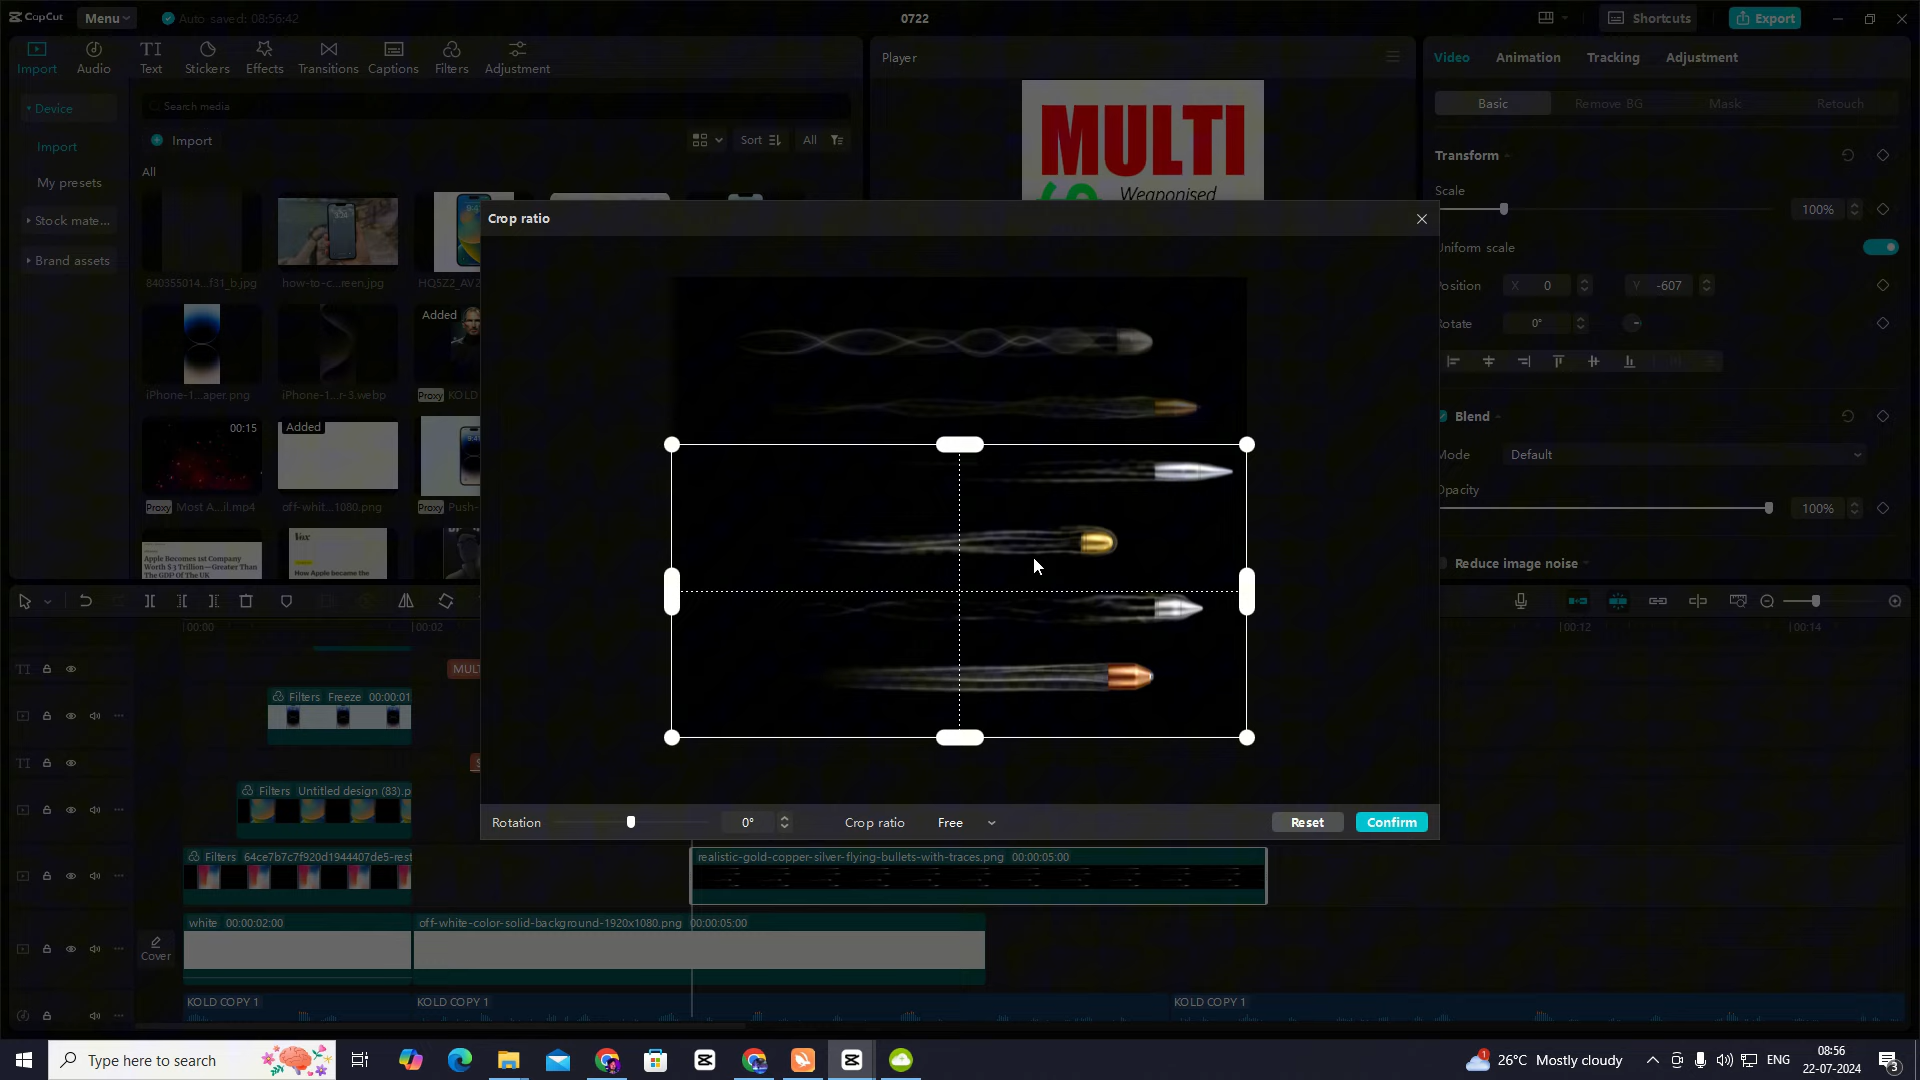 CapCut
Menu
Auto saved: 08:56:42
0722
Shortcuts
Export
Import
Audio
TI
Text
Stickers
Effects
Transitions
Captions
Filters
Adjustment
Player
Video
Animation
Tracking
Adjustment
Device
Import
My presets
Stock mate...
Brand assets
Search media
Import
Sort
All
All
840355014...f31_b.jpg
how-to-c...reen.jpg
HQ5Z2_AV2
iPhone-1...aper.png
iPhone-1...r-3.webp
Added
Proxy
KOLD
00:15
Proxy
Most A...il.mp4
Added
off-whit...1080.png
Proxy
Push-
Apple Becomes 1st Company
Worth $ 3 Trillion—Greater Than
The GDP Of The UK
Vox
How Apple became the
MULTI
Weaponised
Basic
Remove BG
Mask
Retouch
Transform
Scale
100%
Uniform scale
Position
X 0
Y -607
Rotate
0°
Blend
Mode
Default
Opacity
100%
Reduce image noise
Crop ratio
Rotation
0°
Crop ratio
Free
Reset
Confirm
00:00
00:02
00:12
00:14
TI
MULTI
Filters Freeze 00:00:01
TI
S
Filters Untitled design (83).p
Filters 64ce7b7c7f920d1944407de5-rest
realistic-gold-copper-silver-flying-bullets-with-traces.png 00:00:05:00
white 00:00:02:00
off-white-color-solid-background-1920x1080.png 00:00:05:00
Cover
KOLD COPY 1
KOLD COPY 1
KOLD COPY 1
Type here to search
26°C Mostly cloudy
ENG
08:56
22-07-2024
3